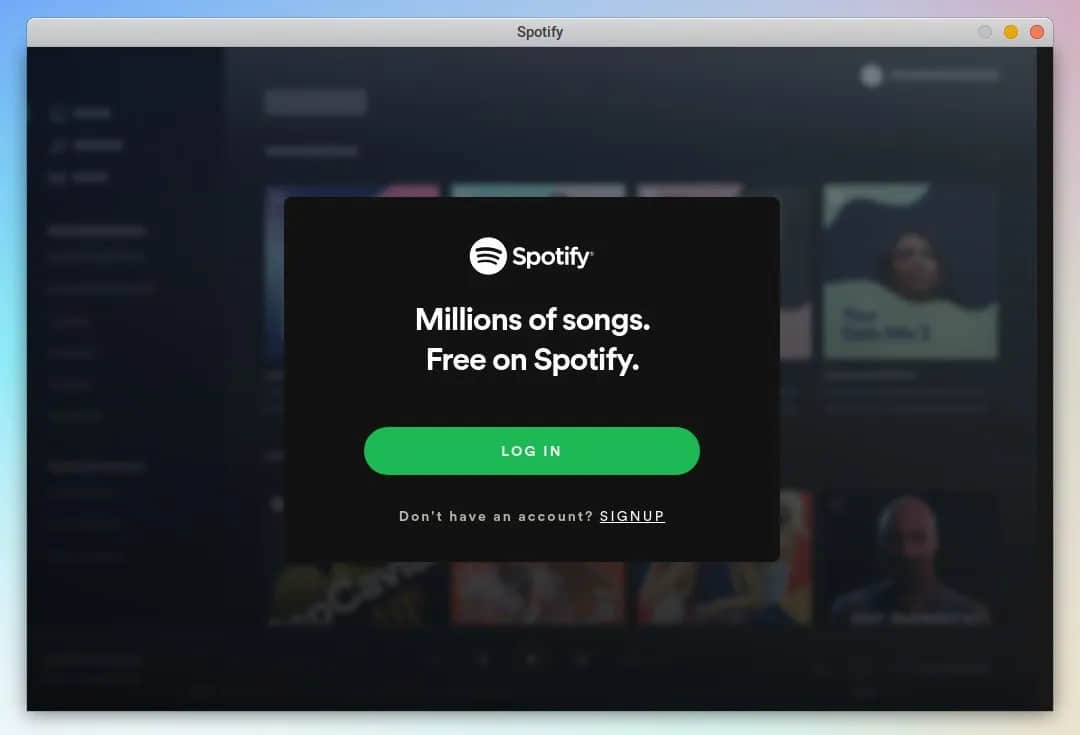 Spotify
Spotify
Millions of songs.
Free on Spotify.
LOG IN
Don't have an account? SIGNUP